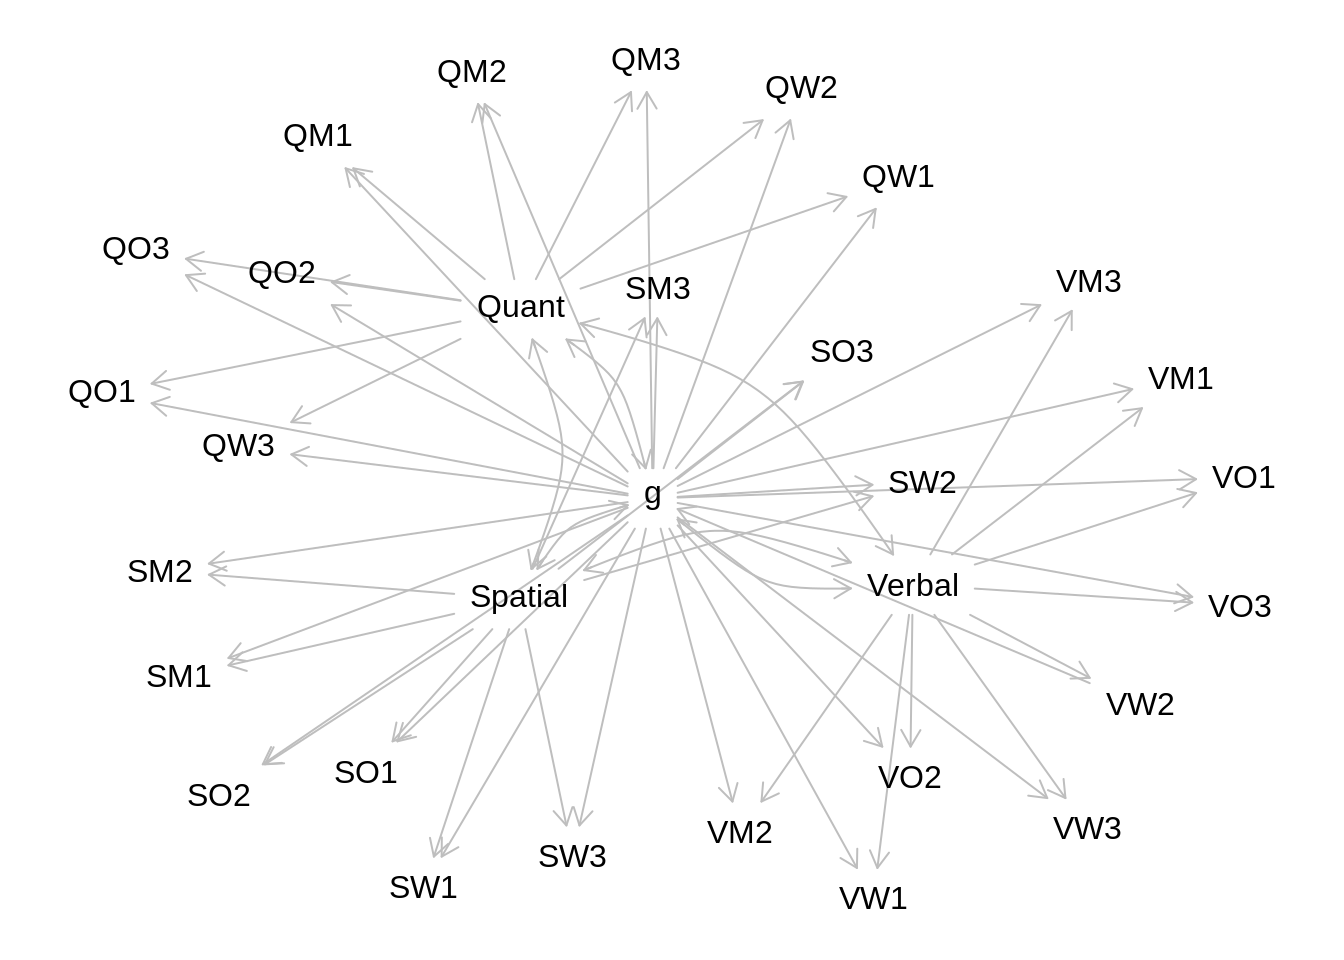 QM3
QM2
QW2
QM1
QW1
QO3
QO2
VM3
SM3
Quant
SO3
VM1
QO1
QW3
VO1
SW2
g
SM2
Verbal
Spatial
VO3
SM1
VW2
SO1
VO2
SO2
VW3
VM2
SW3
SW1
VW1